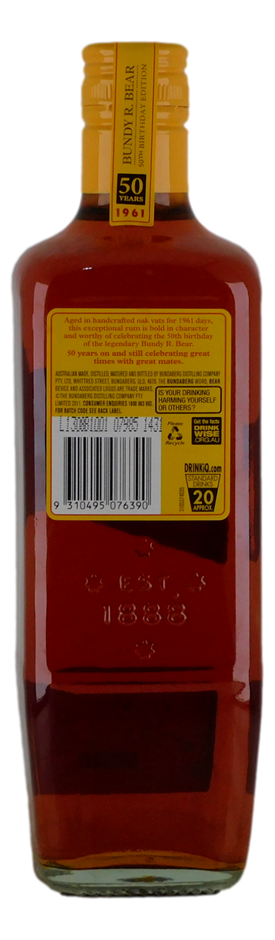 BUNDY R. BEAR
50TH BIRTHDAY EDITION
50
YEARS
1961
Aged in handcrafted oak vats for 1961 days,
this exceptional rum is bold in character
and worthy of celebrating the 50th birthday
of the legendary Bundy R. Bear.
50 years on and still celebrating great
times with great mates.
AUSTRALIAN MADE. DISTILLED, MATURED AND BOTTLED BY BUNDABERG DISTILLING COMPANY
PTY. LTD., WHITTRED STREET, BUNDABERG, QLD, 4670. THE BUNDABERG WORD, BEAR
DEVICE AND ASSOCIATED LOGOS ARE TRADE MARKS.
© THE BUNDABERG DISTILLING COMPANY PTY
LIMITED 2011. CONSUMER ENQUIRIES 1800 803 403.
FOR BATCH CODE SEE BACK LABEL.
IS YOUR DRINKING
HARMING YOURSELF
OR OTHERS?
Get the facts
DRINK
WISE
.ORG.AU
Please
Recycle
DRINKiQ.com
STANDARD
DRINKS
20
APPROX.
9 310495 076390
EST.
1888